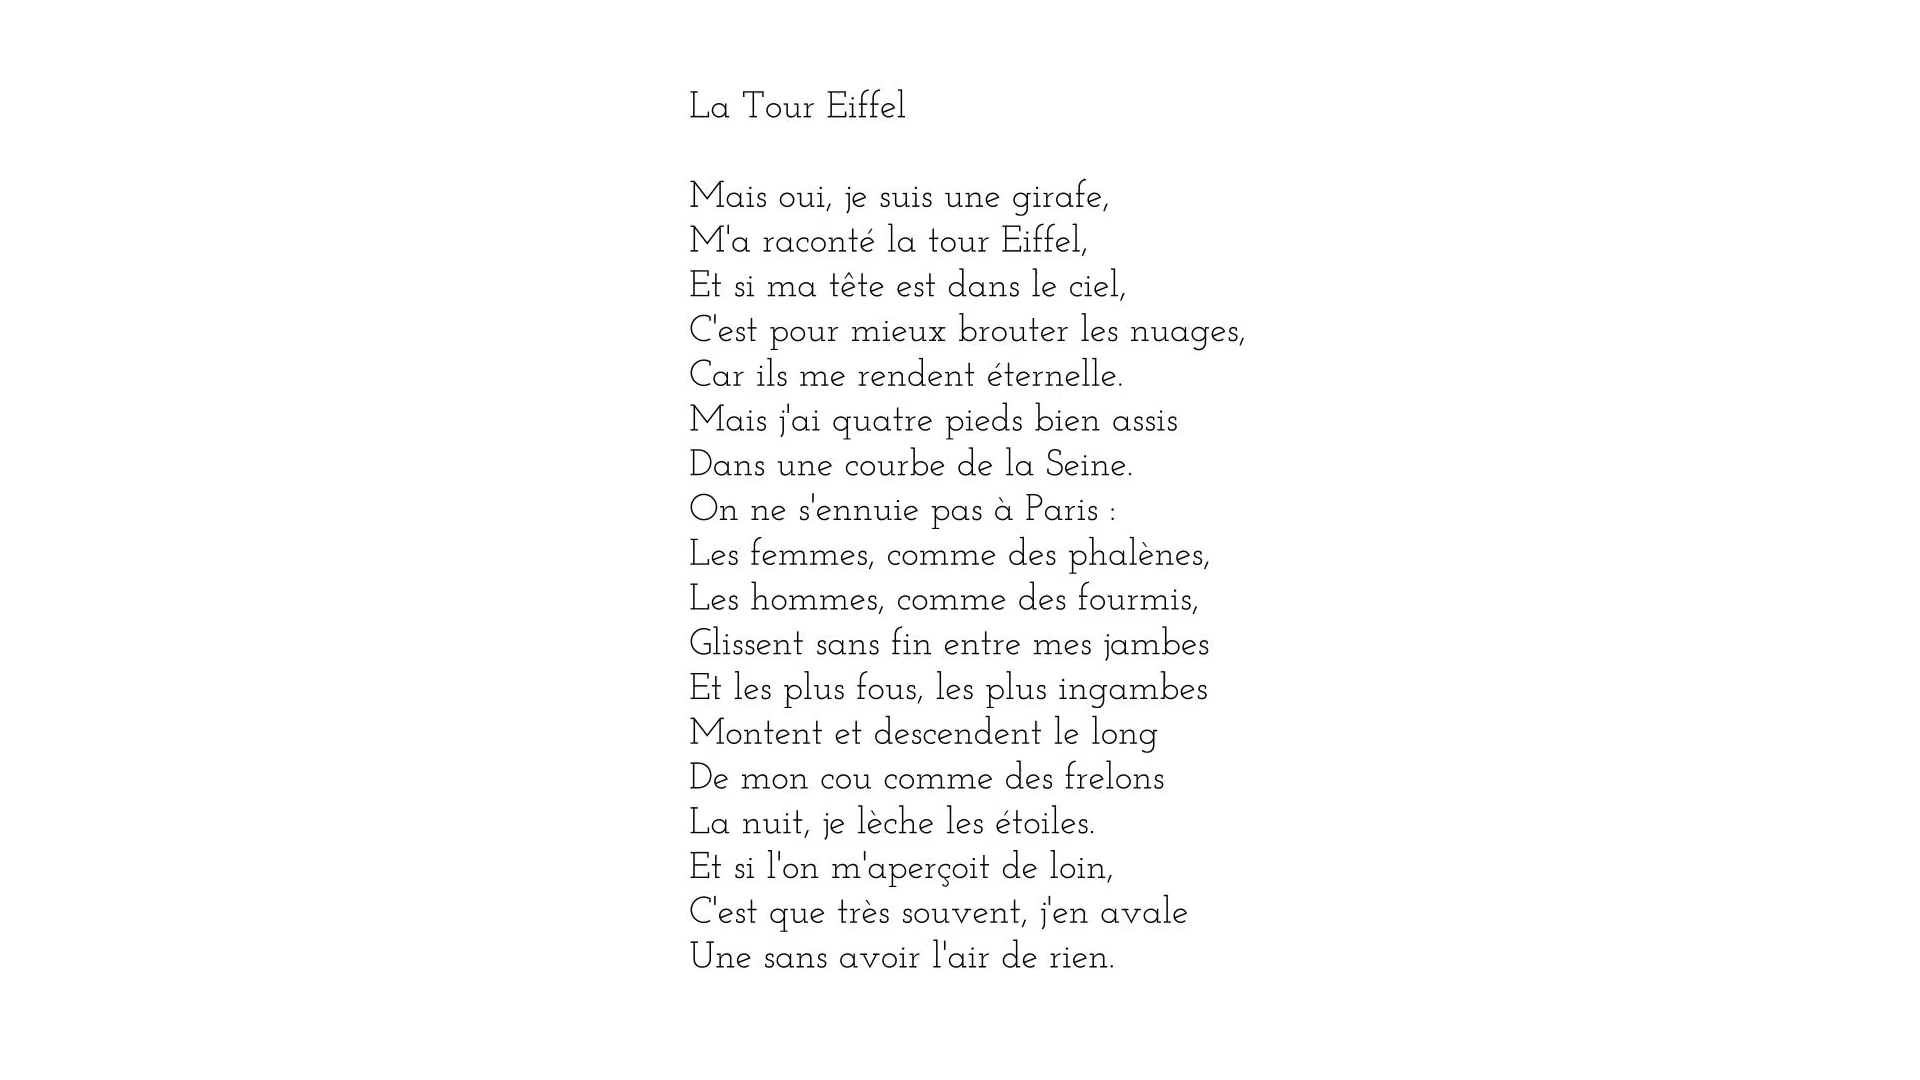 La Tour Eiffel
Mais oui, je suis une girafe,
M'a raconté la tour Eiffel,
Et si ma tête est dans le ciel,
C'est pour mieux brouter les nuages,
Car ils me rendent éternelle.
Mais j'ai quatre pieds bien assis
Dans une courbe de la Seine.
On ne s'ennuie pas à Paris :
Les femmes, comme des phalènes,
Les hommes, comme des fourmis,
Glissent sans fin entre mes jambes
Et les plus fous, les plus ingambes
Montent et descendent le long
De mon cou comme des frelons
La nuit, je lèche les étoiles.
Et si l'on m'aperçoit de loin,
C'est que très souvent, j'en avale
Une sans avoir l'air de rien.